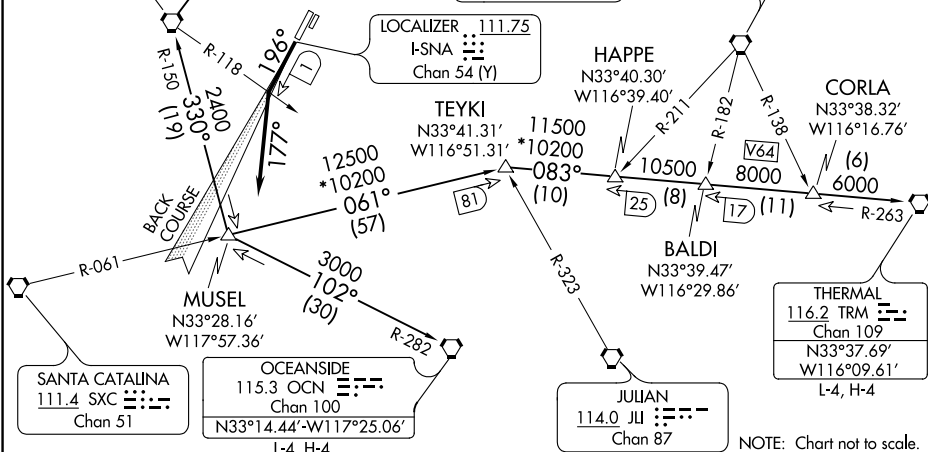 LOCALIZER 111.75
I-SNA
Chan 54 (Y)
196°
1
R-118
R-150
2400
330°
(19)
177°
BACK
COURSE
HAPPE
N33°40.30'
W116°39.40'
TEYKI
N33°41.31'
W116°51.31'
CORLA
N33°38.32'
W116°16.76'
R-211
R-182
R-138
12500
*10200
061°
(57)
81
11500
*10200
083°
(10)
25
10500
(8)
17
V64
8000
(11)
(6)
6000
R-263
R-061
MUSEL
N33°28.16'
W117°57.36'
3000
102°
(30)
R-282
R-323
BALDI
N33°39.47'
W116°29.86'
THERMAL
116.2 TRM
Chan 109
N33°37.69'
W116°09.61'
L-4, H-4
SANTA CATALINA
111.4 SXC
Chan 51
OCEANSIDE
115.3 OCN
Chan 100
N33°14.44'-W117°25.06'
L-4, H-4
JULIAN
114.0 JLI
Chan 87
NOTE: Chart not to scale.